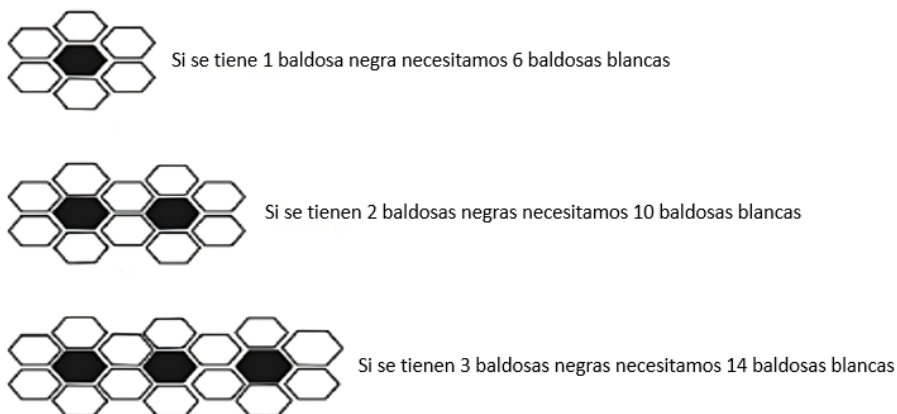 Si se tiene 1 baldosa negra necesitamos 6 baldosas blancas
Si se tienen 2 baldosas negras necesitamos 10 baldosas blancas
Si se tienen 3 baldosas negras necesitamos 14 baldosas blancas